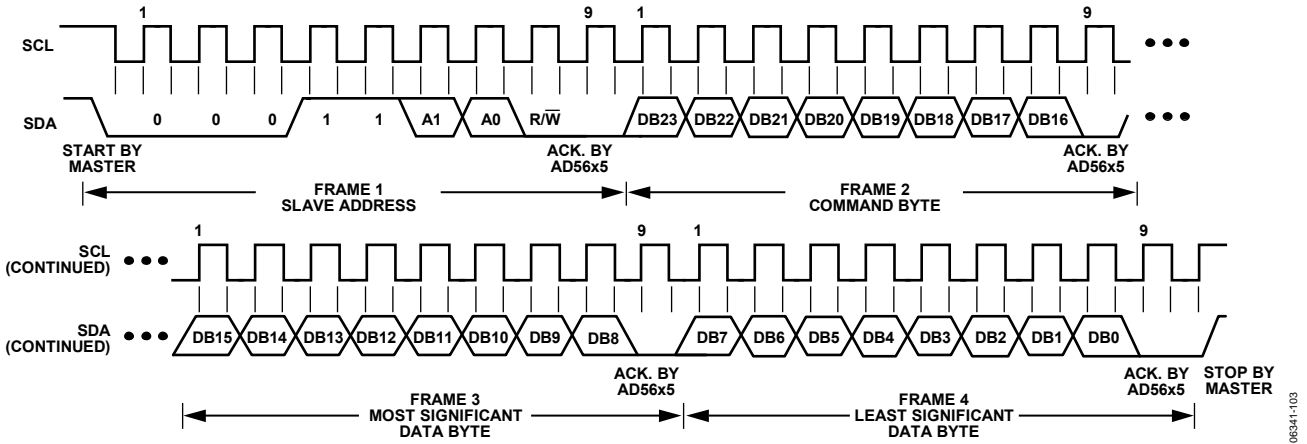 1 9 1 9
SCL
SDA 0 0 0 1 1 A1 A0 R/W̅ DB23 DB22 DB21 DB20 DB19 DB18 DB17 DB16
START BY
MASTER
ACK. BY
AD56x5
ACK. BY
AD56x5
FRAME 1
SLAVE ADDRESS
FRAME 2
COMMAND BYTE
1 9 1 9
SCL
(CONTINUED)
SDA
(CONTINUED)
DB15 DB14 DB13 DB12 DB11 DB10 DB9 DB8 DB7 DB6 DB5 DB4 DB3 DB2 DB1 DB0
ACK. BY
AD56x5
ACK. BY
AD56x5
STOP BY
MASTER
FRAME 3
MOST SIGNIFICANT
DATA BYTE
FRAME 4
LEAST SIGNIFICANT
DATA BYTE
06341-103